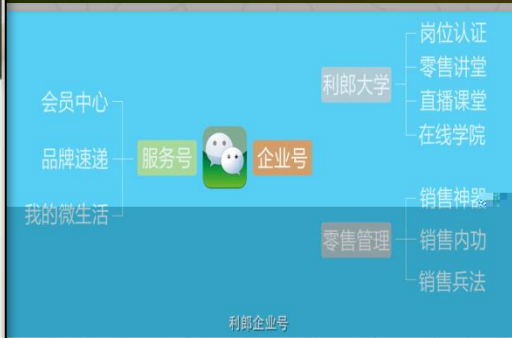 岗位认证
零售讲堂
利郎大学
直播课堂
会员中心
在线学院
品牌速递
服务号
企业号
我的微生活
销售神器
零售管理
销售内功
销售兵法
利郎企业号